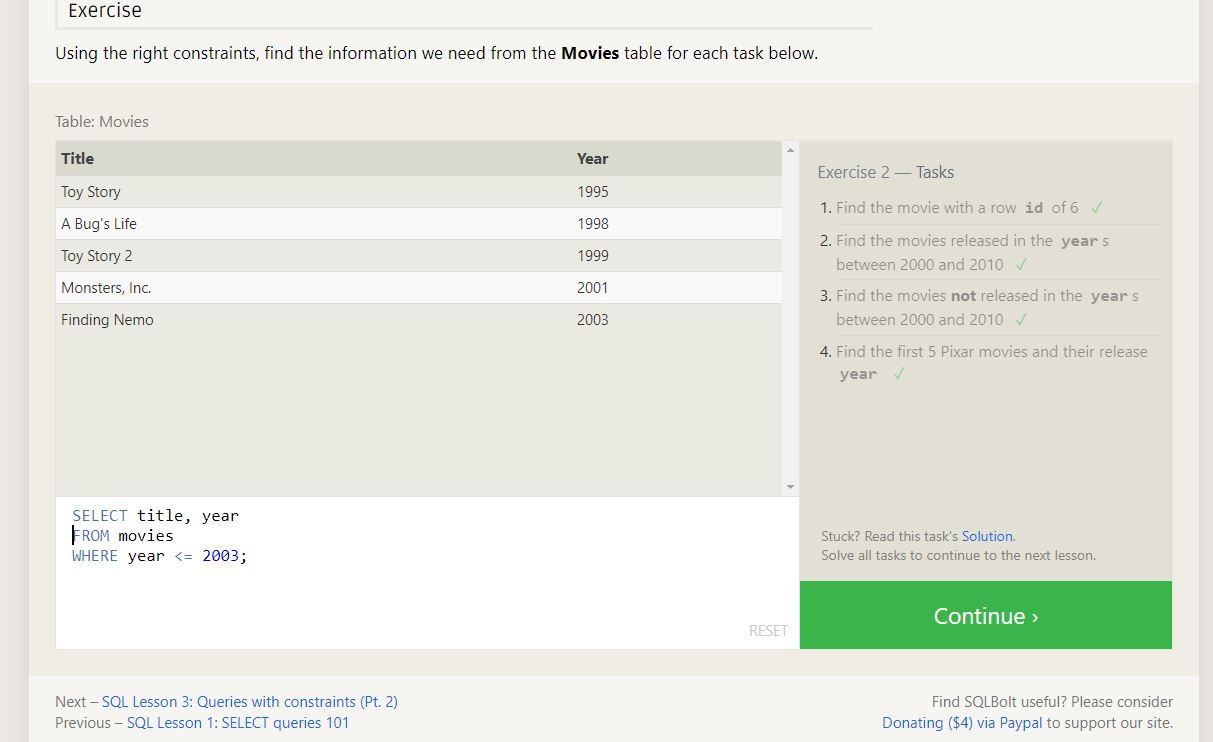 Exercise
Using the right constraints, find the information we need from the Movies table for each task below.
Table: Movies
Title Year
Toy Story 1995
A Bug's Life 1998
Toy Story 2 1999
Monsters, Inc. 2001
Finding Nemo 2003
SELECT title, year
FROM movies
WHERE year <= 2003;
RESET
Exercise 2 — Tasks
1. Find the movie with a row id of 6 ✓
2. Find the movies released in the year s
between 2000 and 2010 ✓
3. Find the movies not released in the year s
between 2000 and 2010 ✓
4. Find the first 5 Pixar movies and their release
year ✓
Stuck? Read this task's Solution.
Solve all tasks to continue to the next lesson.
Continue ›
Next – SQL Lesson 3: Queries with constraints (Pt. 2)
Previous – SQL Lesson 1: SELECT queries 101
Find SQLBolt useful? Please consider
Donating ($4) via Paypal to support our site.